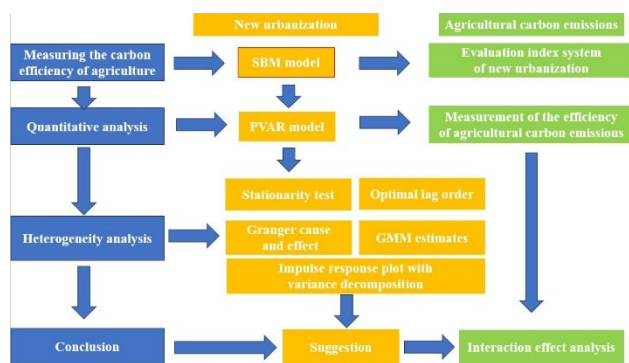 New urbanization
Agricultural carbon emissions
Measuring the carbon
efficiency of agriculture
SBM model
Evaluation index system
of new urbanization
Quantitative analysis
PVAR model
Measurement of the efficiency
of agricultural carbon emissions
Stationarity test
Optimal lag order
Heterogeneity analysis
Granger cause
and effect
GMM estimates
Impulse response plot with
variance decomposition
Conclusion
Suggestion
Interaction effect analysis